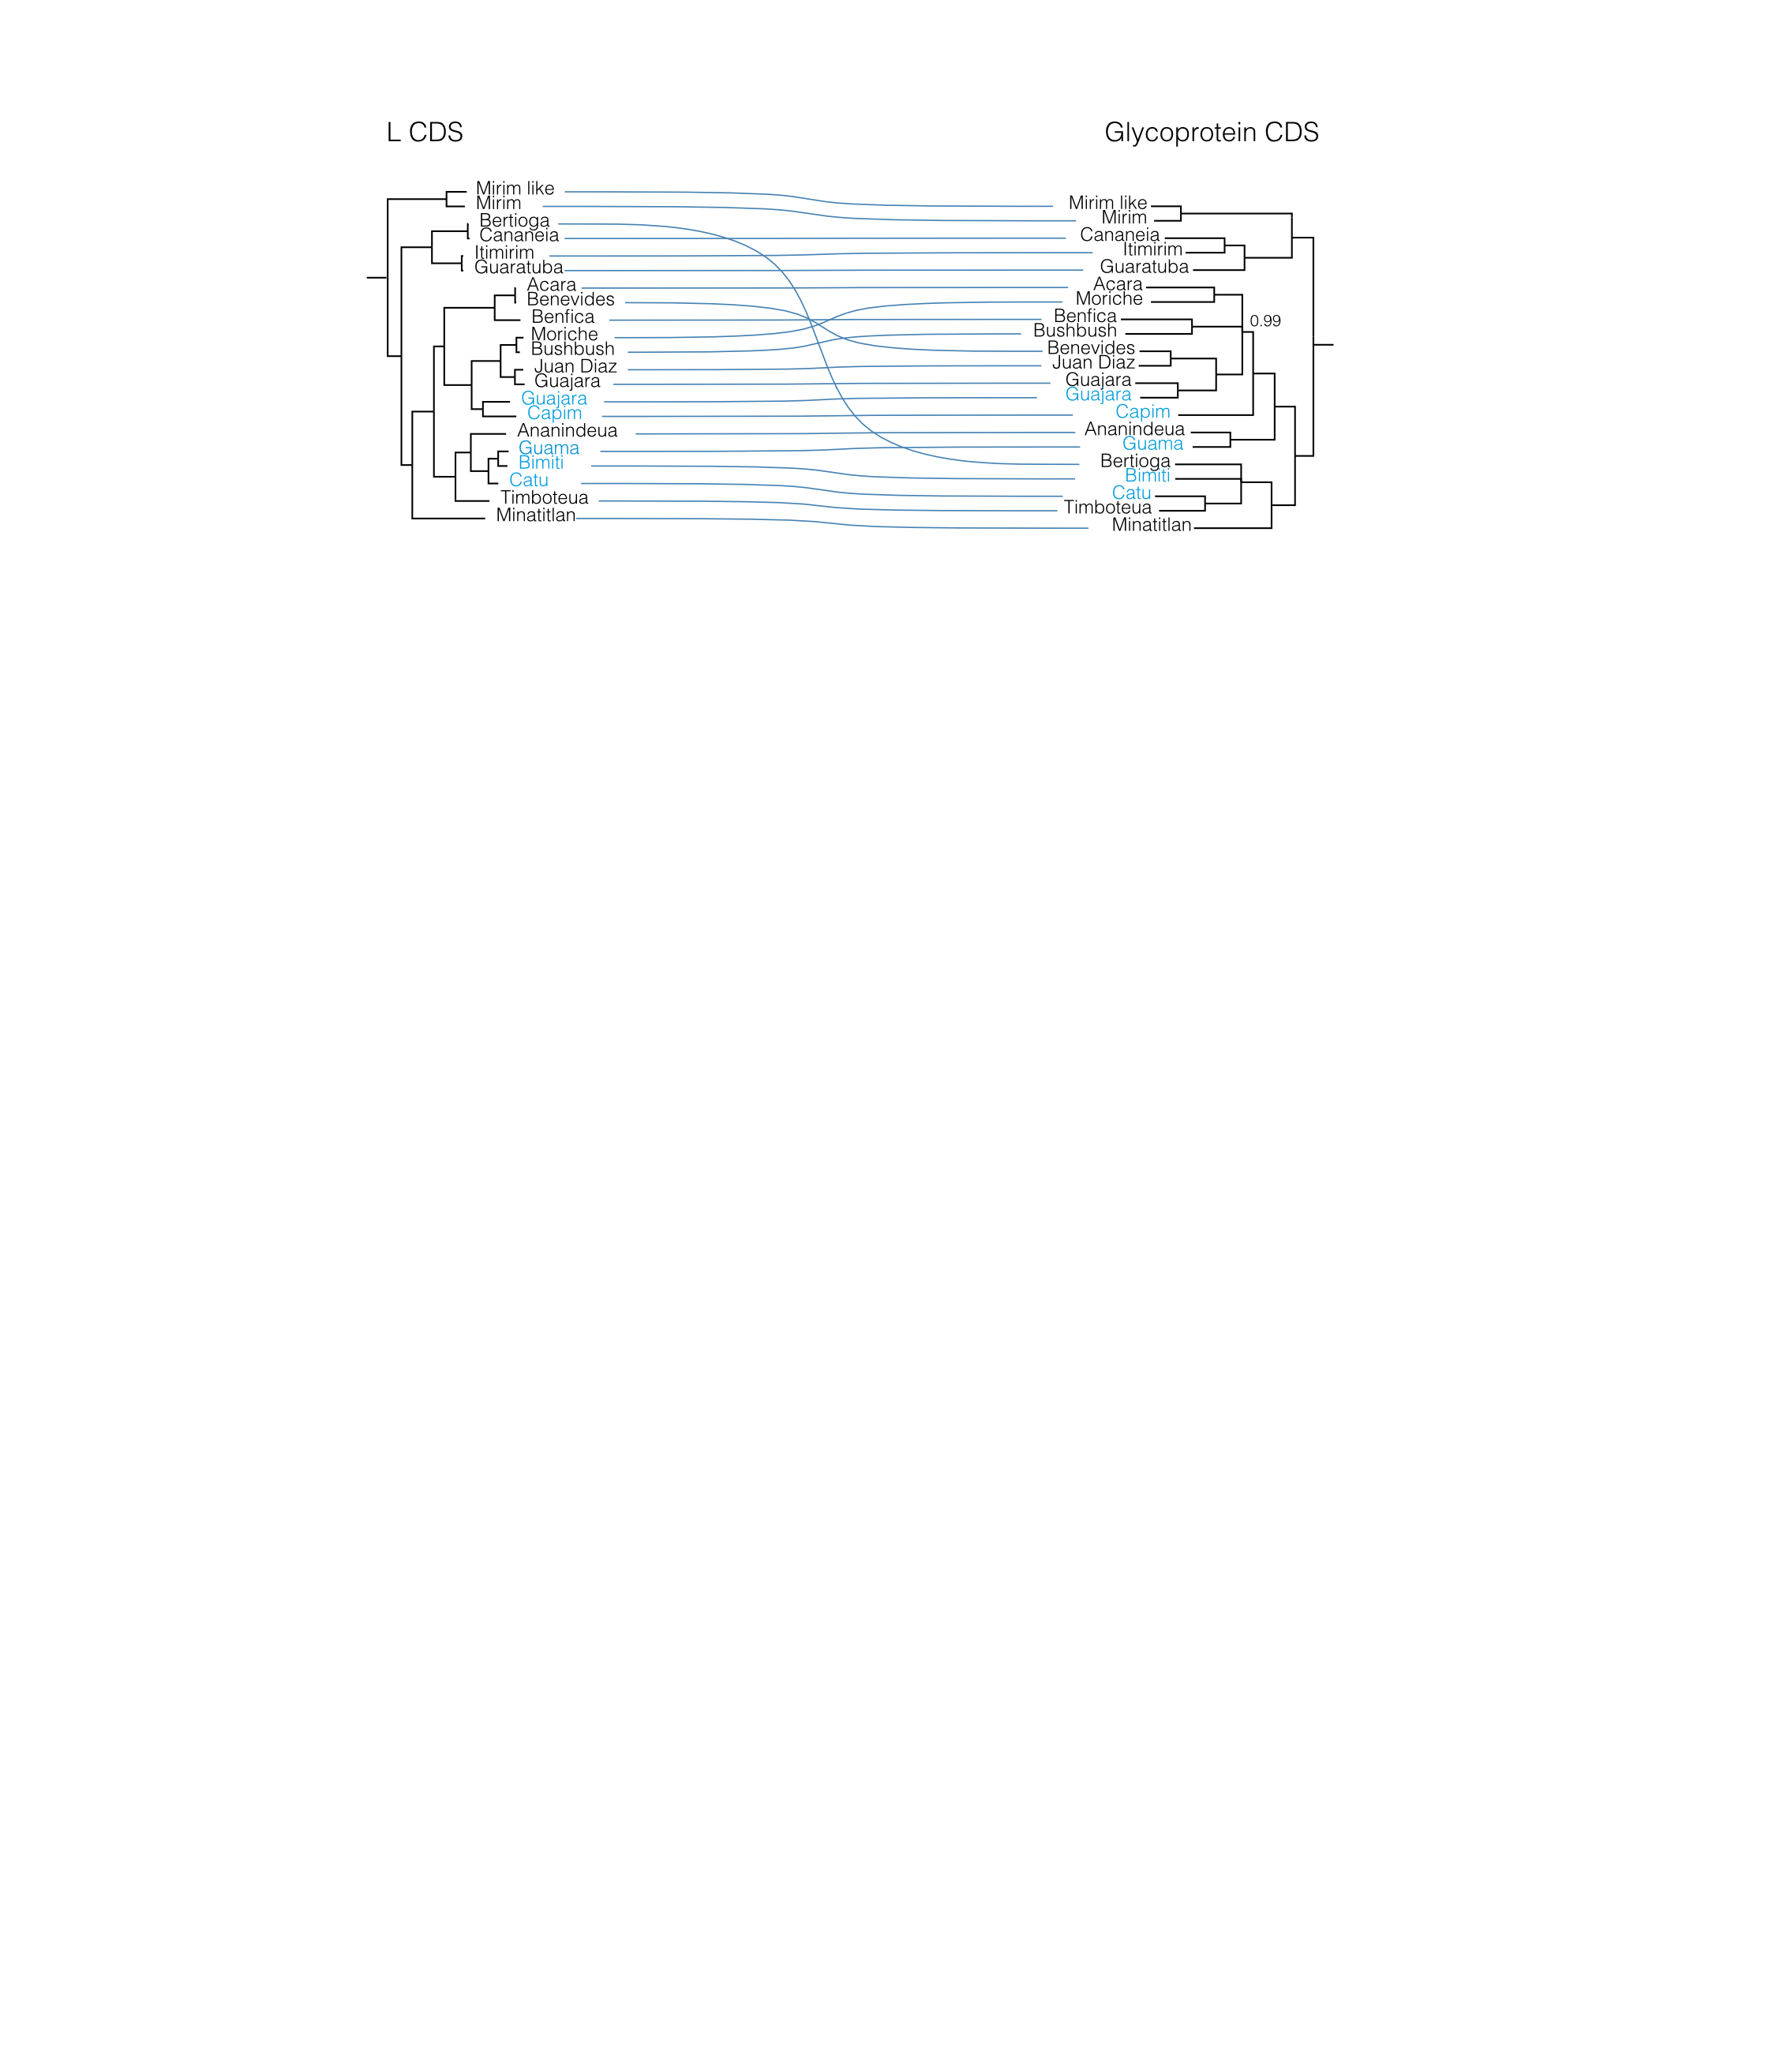 L CDS
Glycoprotein CDS
Mirim like
Mirim
Bertioga
Cananeia
Itimirim
Guaratuba
Acara
Benevides
Benfica
Moriche
Bushbush
Juan Diaz
Guajara
Guajara
Capim
Ananindeua
Guama
Bimiti
Catu
Timboteua
Minatitlan
Mirim like
Mirim
Cananeia
Itimirim
Guaratuba
Acara
Moriche
Benfica
0.99
Bushbush
Benevides
Juan Diaz
Guajara
Guajara
Capim
Ananindeua
Guama
Bertioga
Bimiti
Catu
Timboteua
Minatitlan